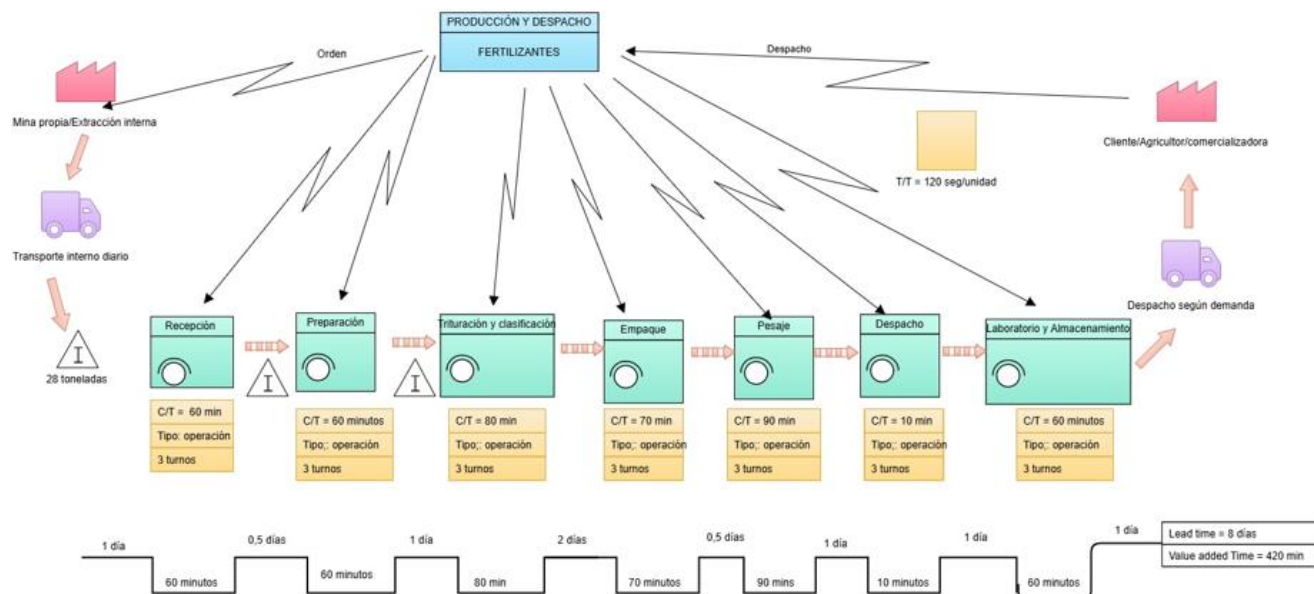 PRODUCCIÓN Y DESPACHO
FERTILIZANTES
Orden
Despacho
Mina propia/Extracción interna
Cliente/Agricultor/comercializadora
T/T = 120 seg/unidad
Transporte interno diario
Despacho según demanda
28 toneladas
I
I
I
Recepción
C/T = 60 min
Tipo: operación
3 turnos
Preparación
C/T = 60 minutos
Tipo;: operación
3 turnos
Trituración y clasificación
C/T = 80 min
Tipo;: operación
3 turnos
Empaque
C/T = 70 min
Tipo;: operación
3 turnos
Pesaje
C/T = 90 min
Tipo;: operación
3 turnos
Despacho
C/T = 10 min
Tipo;: operación
3 turnos
Laboratorio y Almacenamiento
C/T = 60 minutos
Tipo;: operación
3 turnos
1 día
60 minutos
0,5 días
60 minutos
1 día
80 min
2 días
70 minutos
0,5 días
90 mins
1 día
10 minutos
1 día
60 minutos
1 día
Lead time = 8 días
Value added Time = 420 min